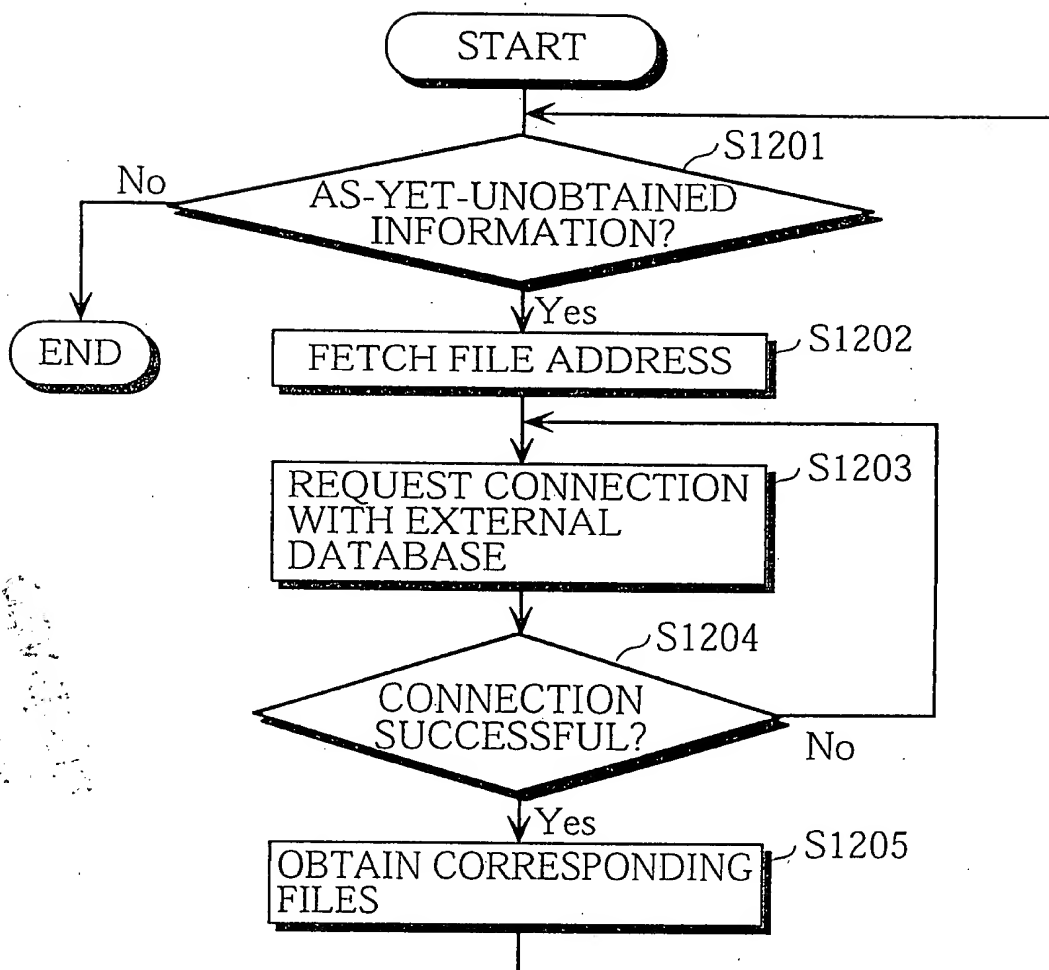 START
S1201
No
AS-YET-UNOBTAINED
INFORMATION?
Yes
END
S1202
FETCH FILE ADDRESS
S1203
REQUEST CONNECTION
WITH EXTERNAL
DATABASE
S1204
CONNECTION
SUCCESSFUL?
No
Yes
S1205
OBTAIN CORRESPONDING
FILES